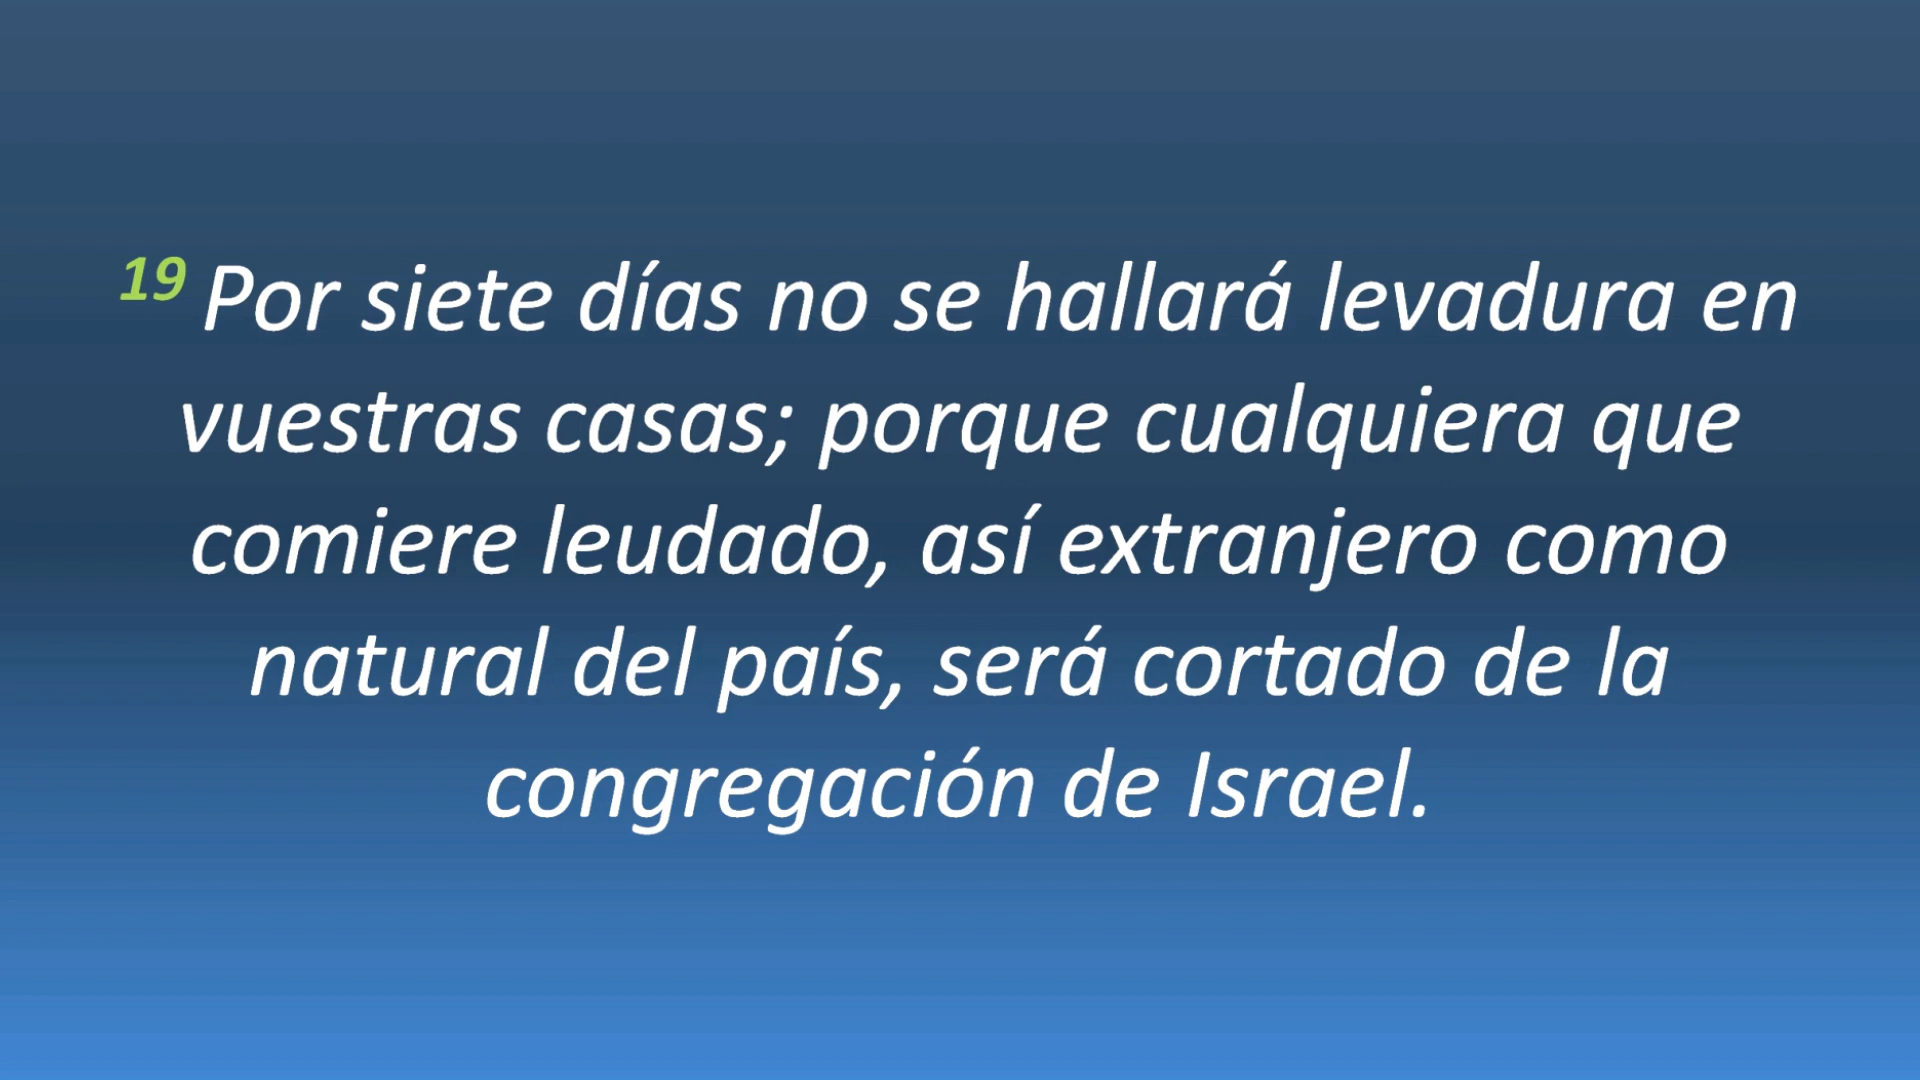 19 Por siete días no se hallará levadura en
vuestras casas; porque cualquiera que
comiere leudado, así extranjero como
natural del país, será cortado de la
congregación de Israel.